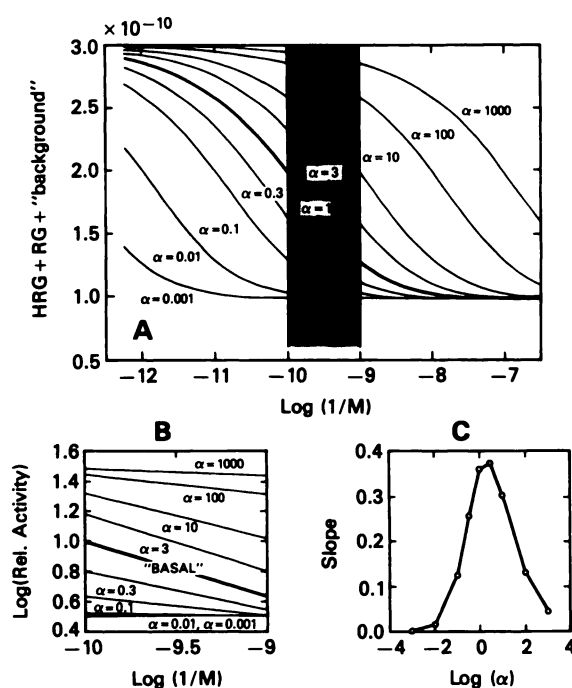 × 10⁻¹⁰
3.0
2.5
2.0
1.5
1.0
0.5
HRG + RG + "background"
α = 1000
α = 100
α = 10
α = 3
α = 1
α = 0.3
α = 0.1
α = 0.01
α = 0.001
A
−12 −11 −10 −9 −8 −7
Log (1/M)
B
1.6
1.4
1.2
1.0
0.8
0.6
0.4
Log(Rel. Activity)
α = 1000
α = 100
α = 10
α = 3
"BASAL"
α = 0.3
α = 0.1
α = 0.01, α = 0.001
−10 −9.5 −9
Log (1/M)
C
0.4
0.3
0.2
0.1
0.0
Slope
−4 −2 0 2 4
Log (α)